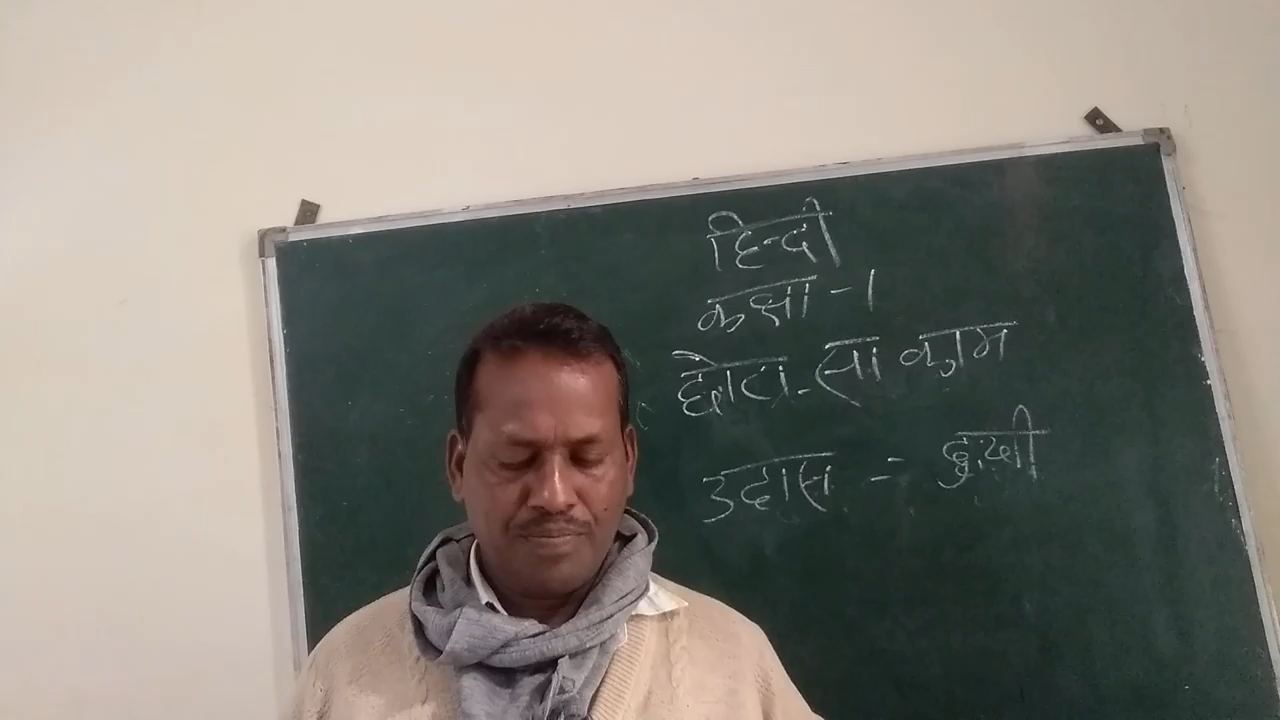 हिन्दी
कक्षा - 1
छोटा-सा काम
उदास = दुःखी